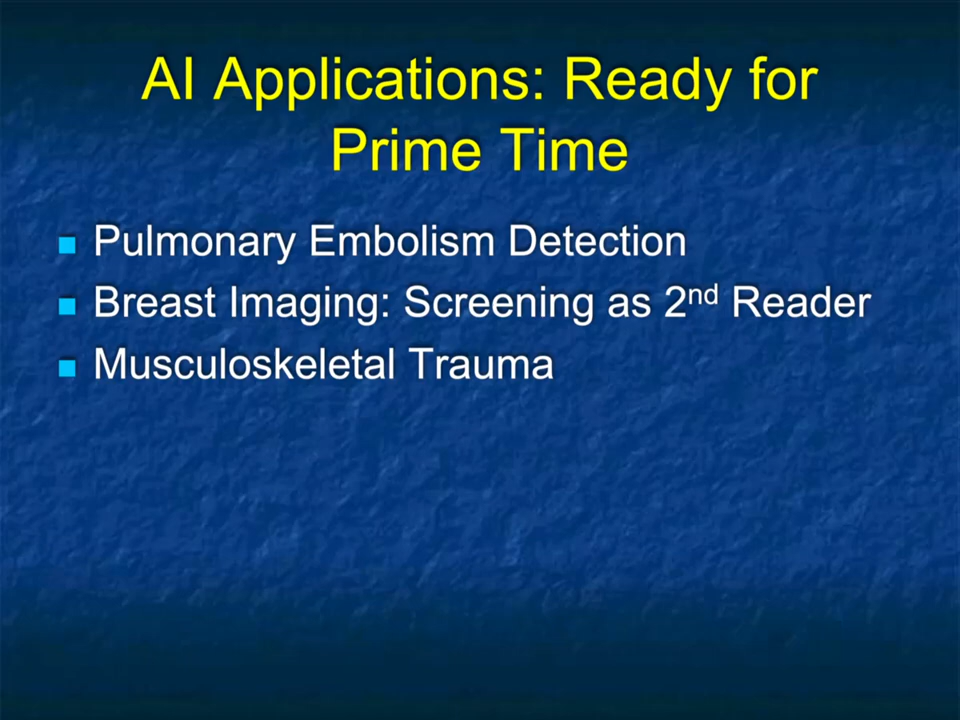 AI Applications: Ready for
Prime Time
Pulmonary Embolism Detection
Breast Imaging: Screening as 2nd Reader
Musculoskeletal Trauma